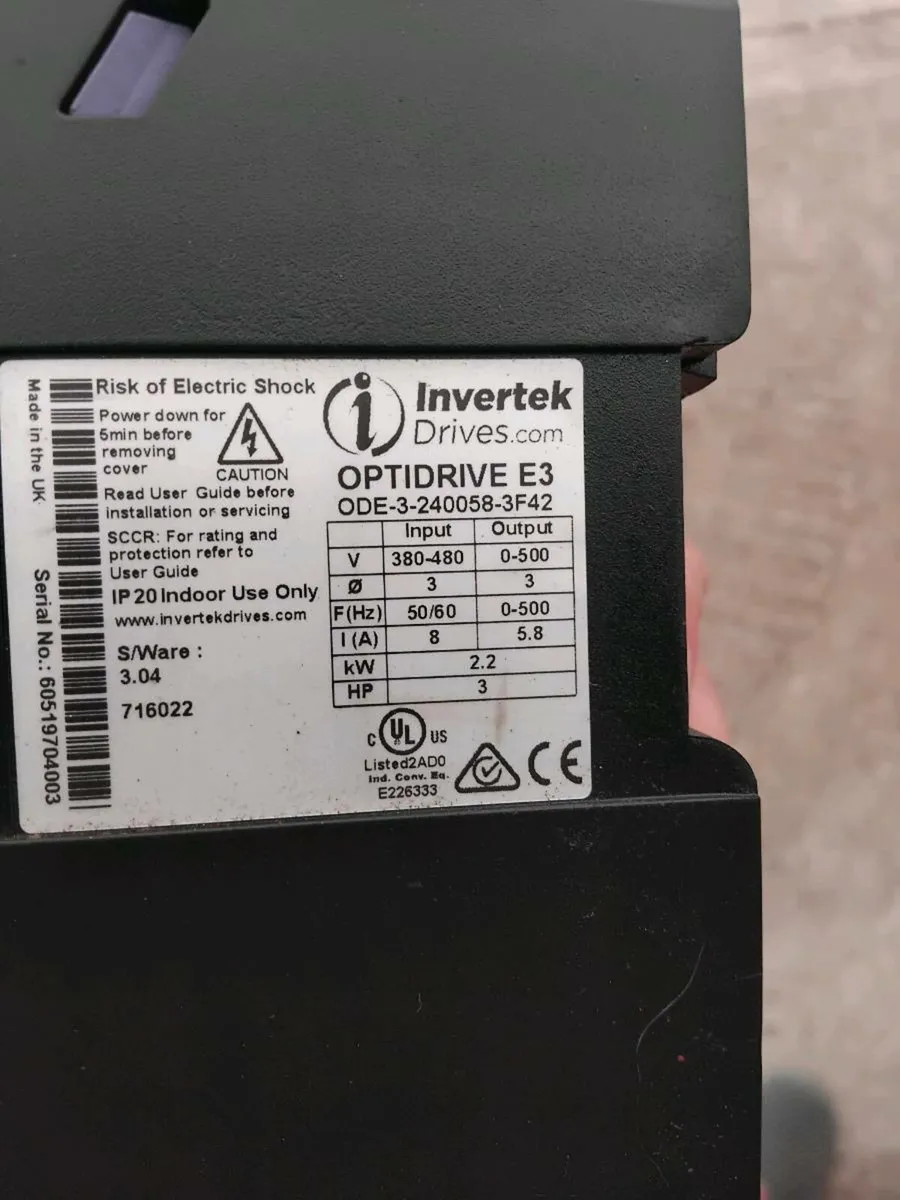 Made in the UK
Serial No.: 60519704003
Risk of Electric Shock
Power down for
5min before
removing
cover
CAUTION
Read User Guide before
installation or servicing
SCCR: For rating and
protection refer to
User Guide
IP20 Indoor Use Only
www.invertekdrives.com
S/Ware :
3.04
716022
i Invertek
Drives.com
OPTIDRIVE E3
ODE-3-240058-3F42
Input Output
V 380-480 0-500
Ø 3 3
F(Hz) 50/60 0-500
I (A) 8 5.8
kW 2.2
HP 3
C UL US
Listed2AD0
Ind. Conv. Eq.
E226333
CE